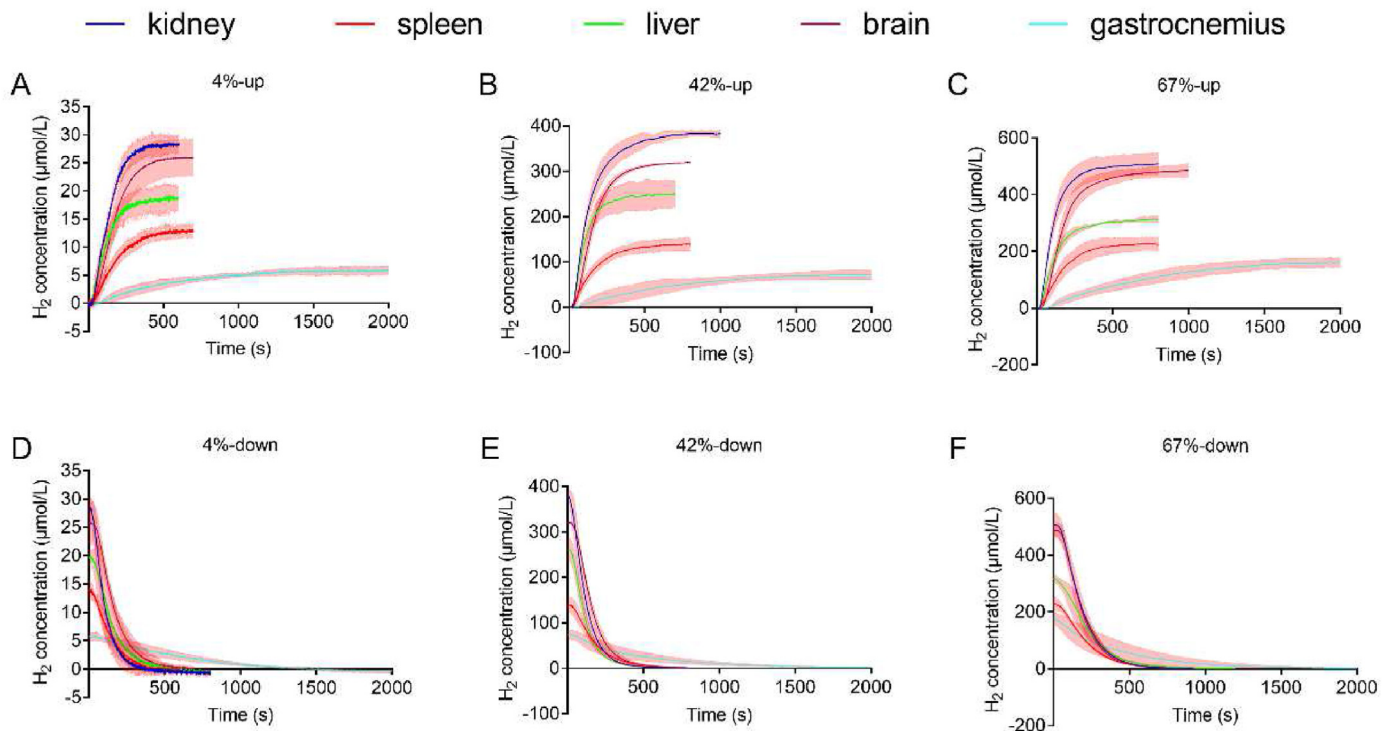 kidney spleen liver brain gastrocnemius
A 4%-up
H₂ concentration (μmol/L)
35
30
25
20
15
10
5
0
-5
500 1000 1500 2000
Time (s)
B 42%-up
H₂ concentration (μmol/L)
400
300
200
100
0
-100
500 1000 1500 2000
Time (s)
C 67%-up
H₂ concentration (μmol/L)
600
400
200
0
-200
500 1000 1500 2000
Time (s)
D 4%-down
H₂ concentration (μmol/L)
35
30
25
20
15
10
5
0
-5
500 1000 1500 2000
Time (s)
E 42%-down
H₂ concentration (μmol/L)
400
300
200
100
0
-100
500 1000 1500 2000
Time (s)
F 67%-down
H₂ concentration (μmol/L)
600
400
200
0
-200
500 1000 1500 2000
Time (s)